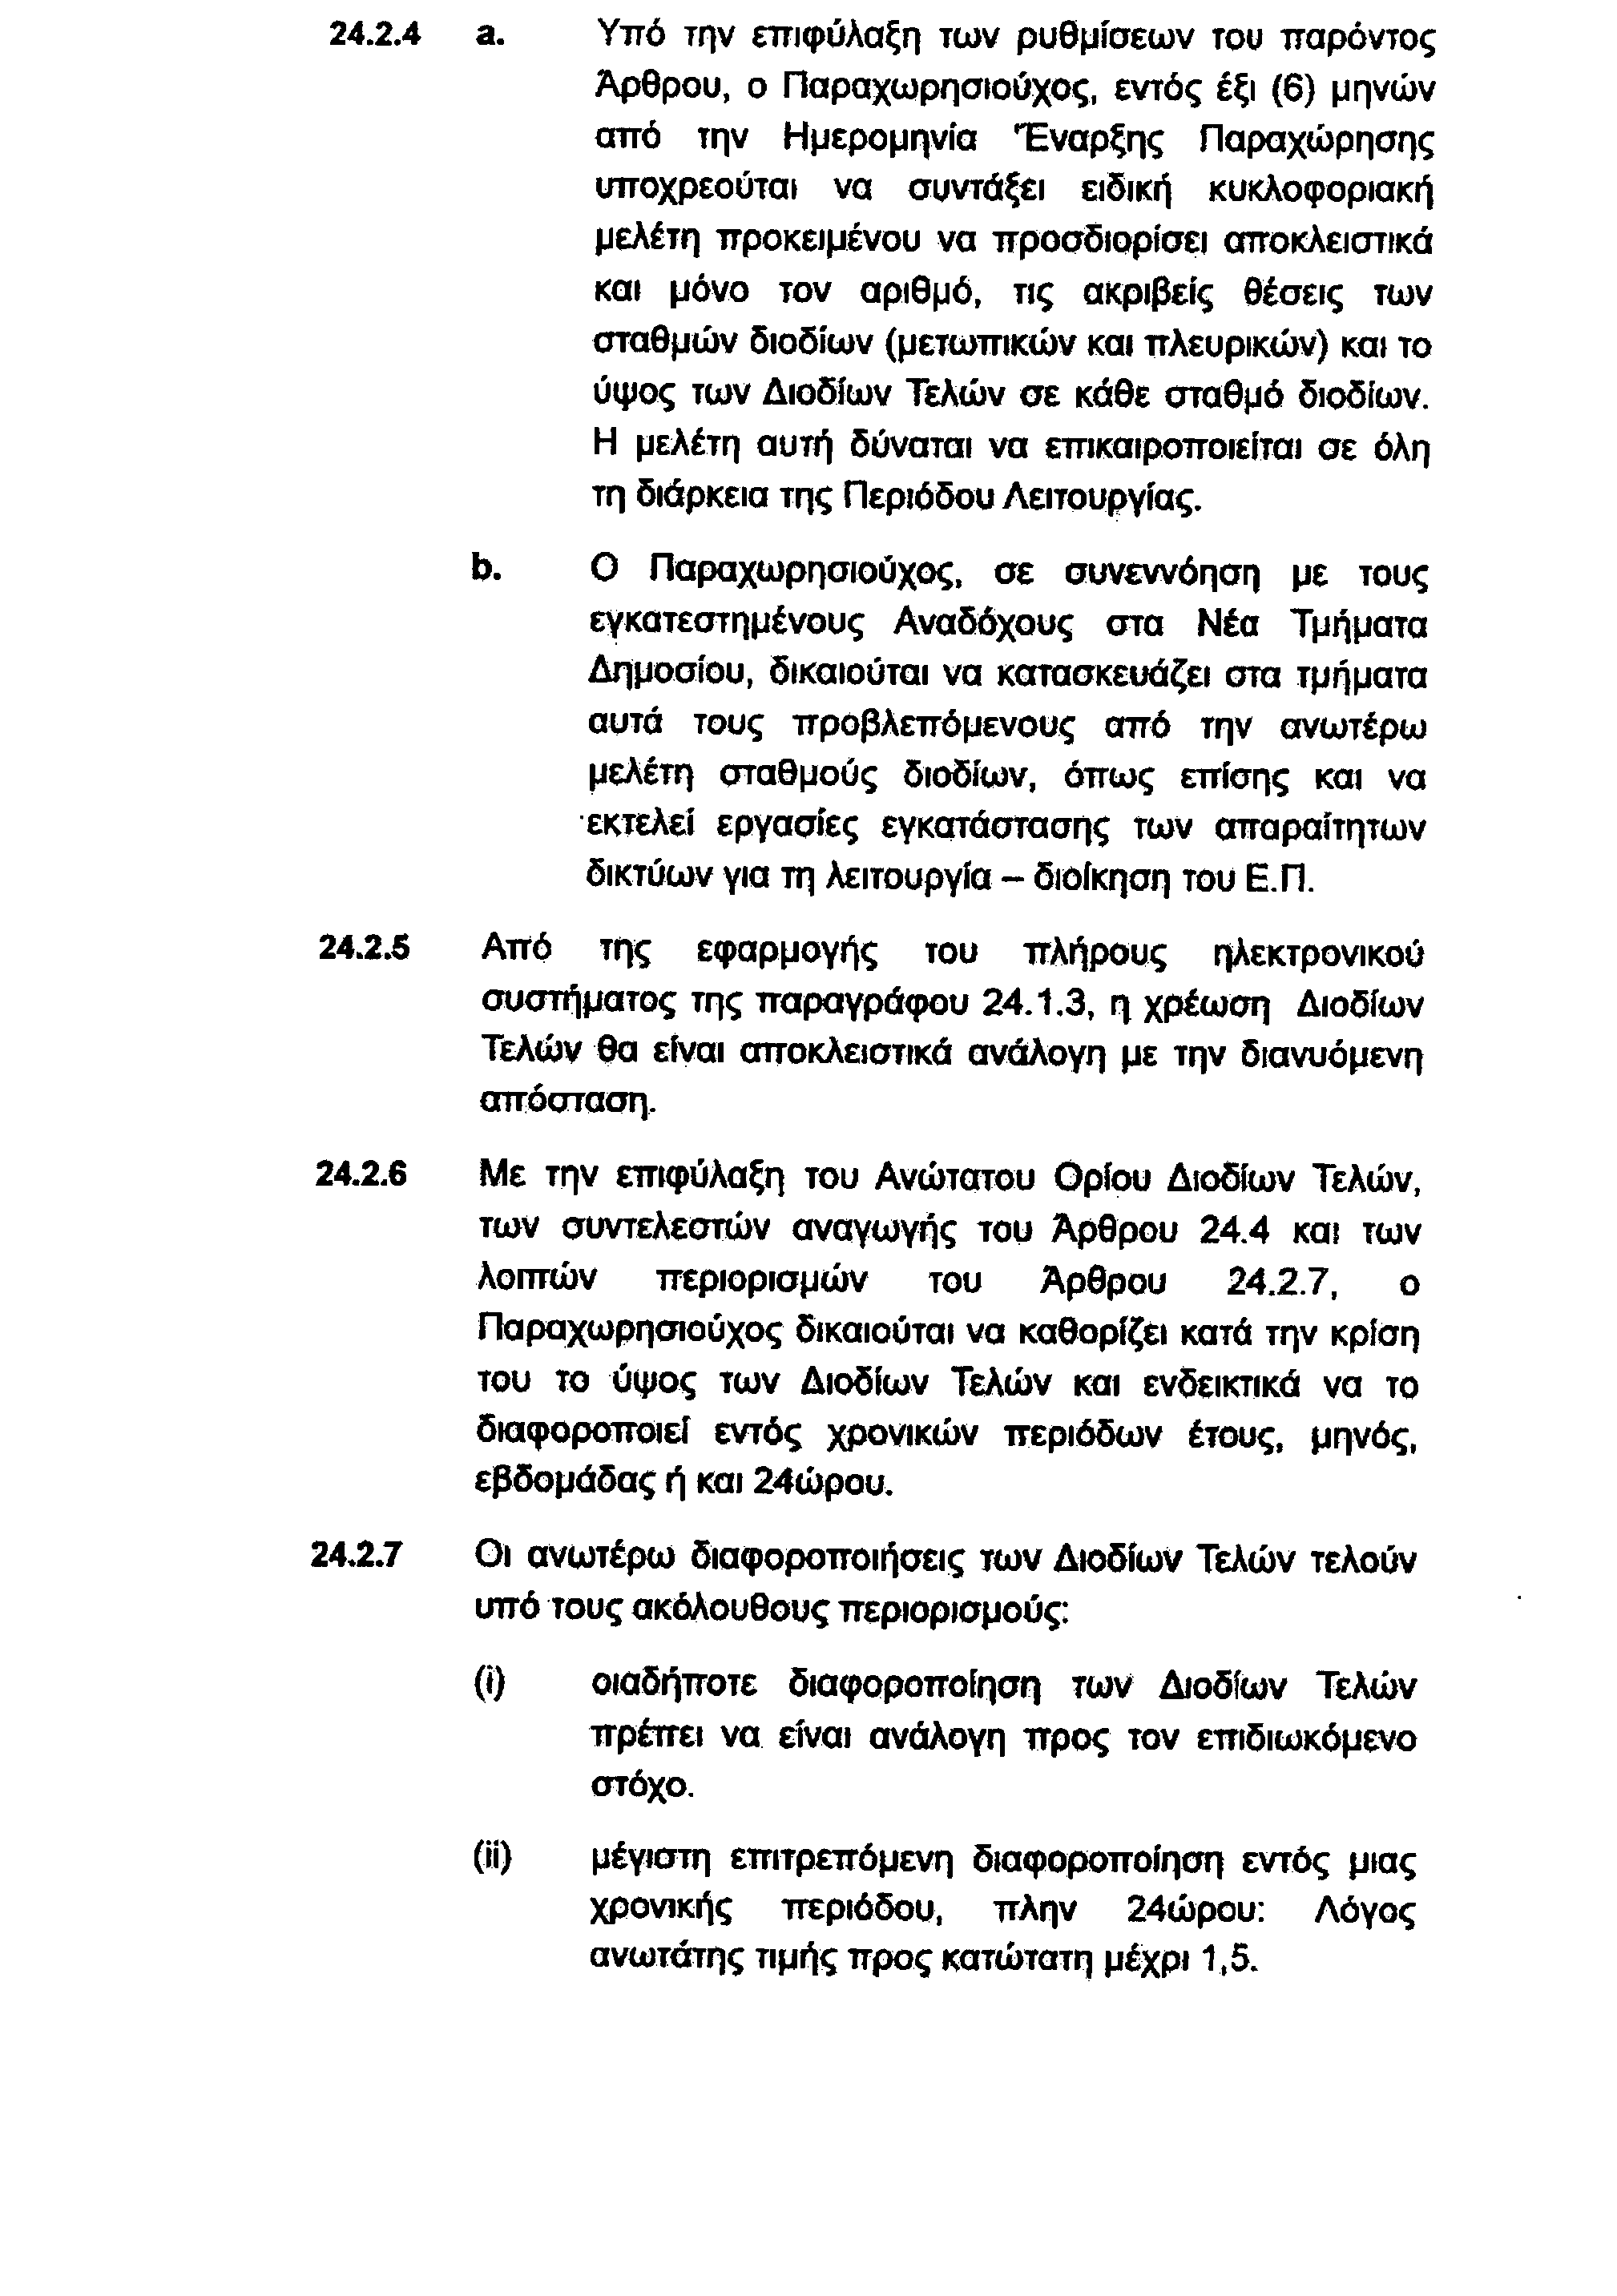 24.2.4 a. Υπό την επιφύλαξη των ρυθμίσεων του παρόντος
Άρθρου, ο Παραχωρησιούχος, εντός έξι (6) μηνών
από την Ημερομηνία Έναρξης Παραχώρησης
υποχρεούται να συντάξει ειδική κυκλοφοριακή
μελέτη προκειμένου να προσδιορίσει αποκλειστικά
και μόνο τον αριθμό, τις ακριβείς θέσεις των
σταθμών διοδίων (μετωπικών και πλευρικών) και το
ύψος των Διοδίων Τελών σε κάθε σταθμό διοδίων.
Η μελέτη αυτή δύναται να επικαιροποιείται σε όλη
τη διάρκεια της Περιόδου Λειτουργίας.
b. Ο Παραχωρησιούχος, σε συνεννόηση με τους
εγκατεστημένους Αναδόχους στα Νέα Τμήματα
Δημοσίου, δικαιούται να κατασκευάζει στα τμήματα
αυτά τους προβλεπόμενους από την ανωτέρω
μελέτη σταθμούς διοδίων, όπως επίσης και να
εκτελεί εργασίες εγκατάστασης των απαραίτητων
δικτύων για τη λειτουργία – διοίκηση του Ε.Π.
24.2.5 Από της εφαρμογής του πλήρους ηλεκτρονικού
συστήματος της παραγράφου 24.1.3, η χρέωση Διοδίων
Τελών θα είναι αποκλειστικά ανάλογη με την διανυόμενη
απόσταση.
24.2.6 Με την επιφύλαξη του Ανώτατου Ορίου Διοδίων Τελών,
των συντελεστών αναγωγής του Άρθρου 24.4 και των
λοιπών περιορισμών του Άρθρου 24.2.7, ο
Παραχωρησιούχος δικαιούται να καθορίζει κατά την κρίση
του το ύψος των Διοδίων Τελών και ενδεικτικά να το
διαφοροποιεί εντός χρονικών περιόδων έτους, μηνός,
εβδομάδας ή και 24ώρου.
24.2.7 Οι ανωτέρω διαφοροποιήσεις των Διοδίων Τελών τελούν
υπό τους ακόλουθους περιορισμούς:
(i) οιαδήποτε διαφοροποίηση των Διοδίων Τελών
πρέπει να είναι ανάλογη προς τον επιδιωκόμενο
στόχο.
(ii) μέγιστη επιτρεπόμενη διαφοροποίηση εντός μιας
χρονικής περιόδου, πλην 24ώρου: Λόγος
ανωτάτης τιμής προς κατώτατη μέχρι 1,5.